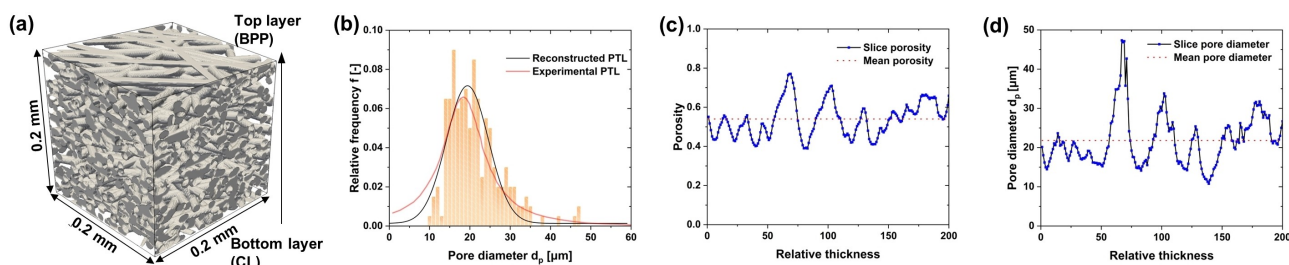 (a)
Top layer
(BPP)
0.2 mm
0.2 mm
0.2 mm
Bottom layer
(CL)
(b)
Relative frequency f [-]
0.10
0.08
0.06
0.04
0.02
0.00
Reconstructed PTL
Experimental PTL
0 10 20 30 40 50 60
Pore diameter dp [µm]
(c)
Porosity
1.0
0.8
0.6
0.4
0.2
0.0
Slice porosity
Mean porosity
0 50 100 150 200
Relative thickness
(d)
Pore diameter dp [µm]
50
40
30
20
10
0
Slice pore diameter
Mean pore diameter
0 50 100 150 200
Relative thickness